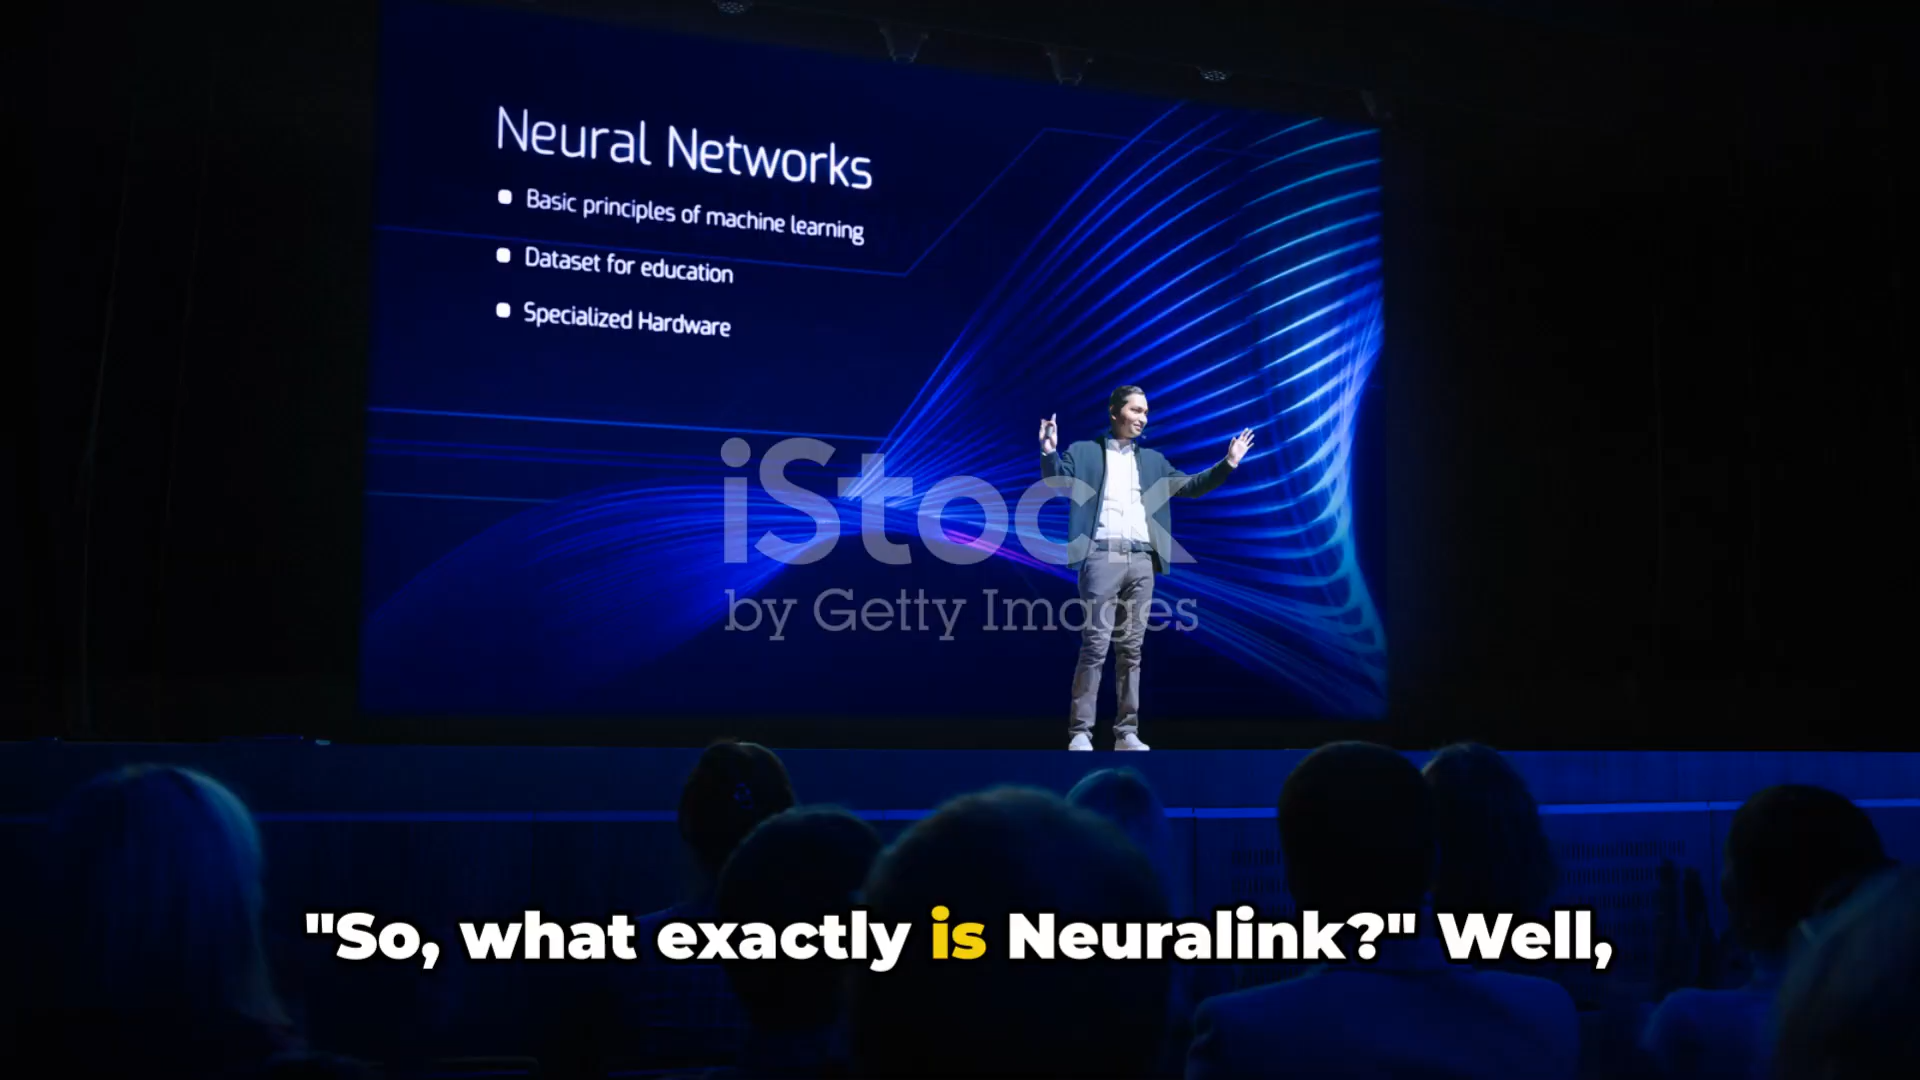 Neural Networks
Basic principles of machine learning
Dataset for education
Specialized Hardware
iStock
by Getty Images
"So, what exactly is Neuralink?" Well,